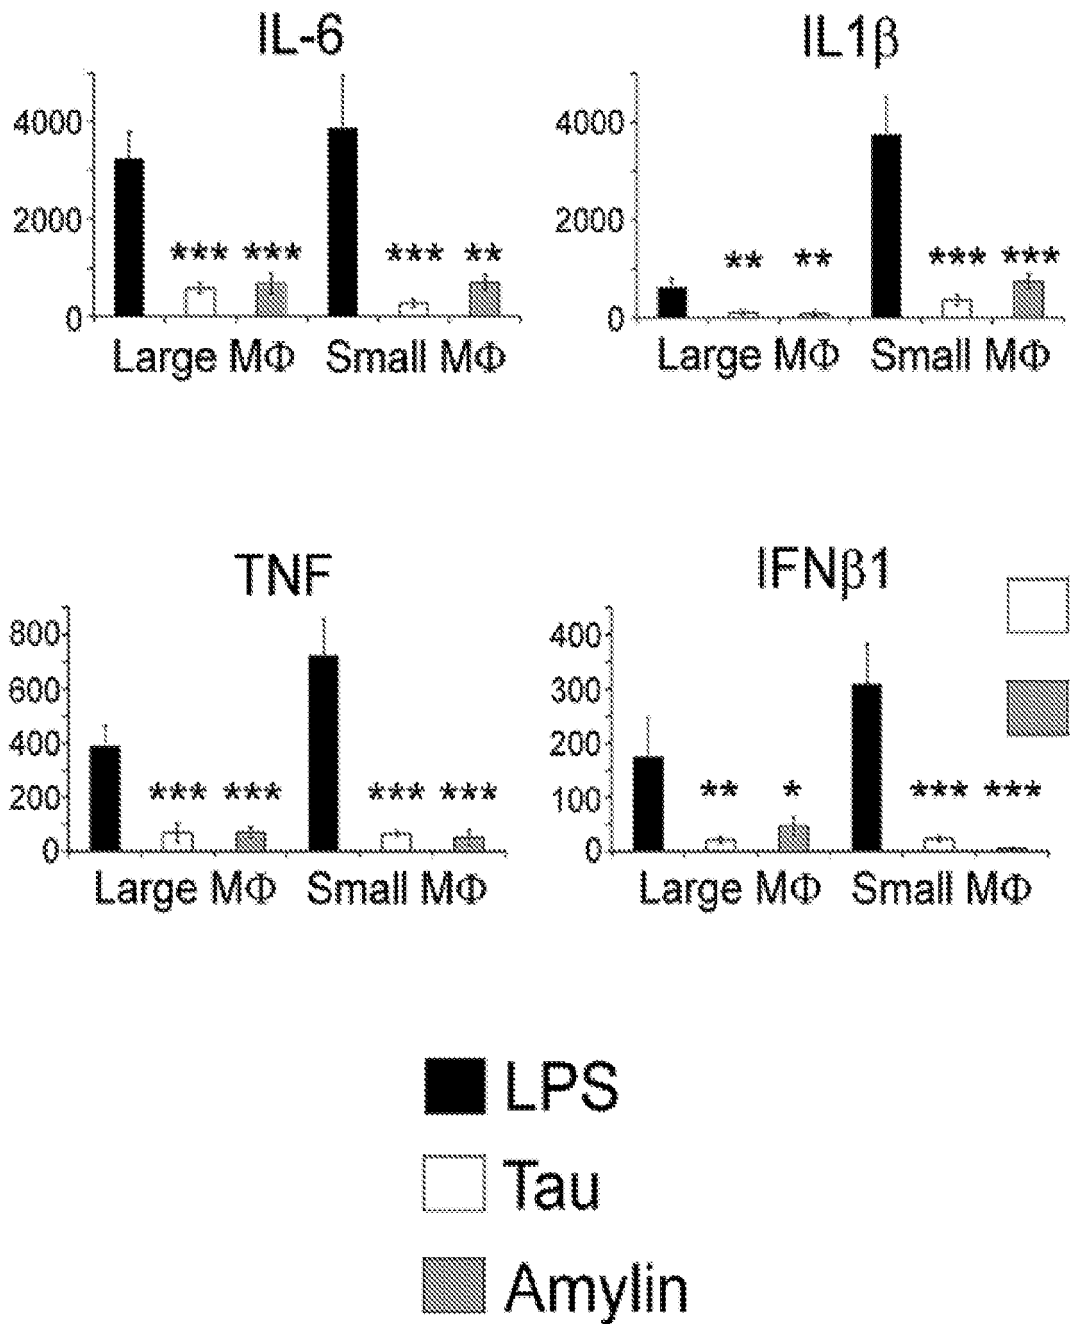 IL-6
4000
2000
0
*** *** *** **
Large MΦ Small MΦ
IL1β
4000
2000
0
** ** *** ***
Large MΦ Small MΦ
TNF
800
600
400
200
0
*** *** *** ***
Large MΦ Small MΦ
IFNβ1
400
300
200
100
0
** * *** ***
Large MΦ Small MΦ
LPS
Tau
Amylin